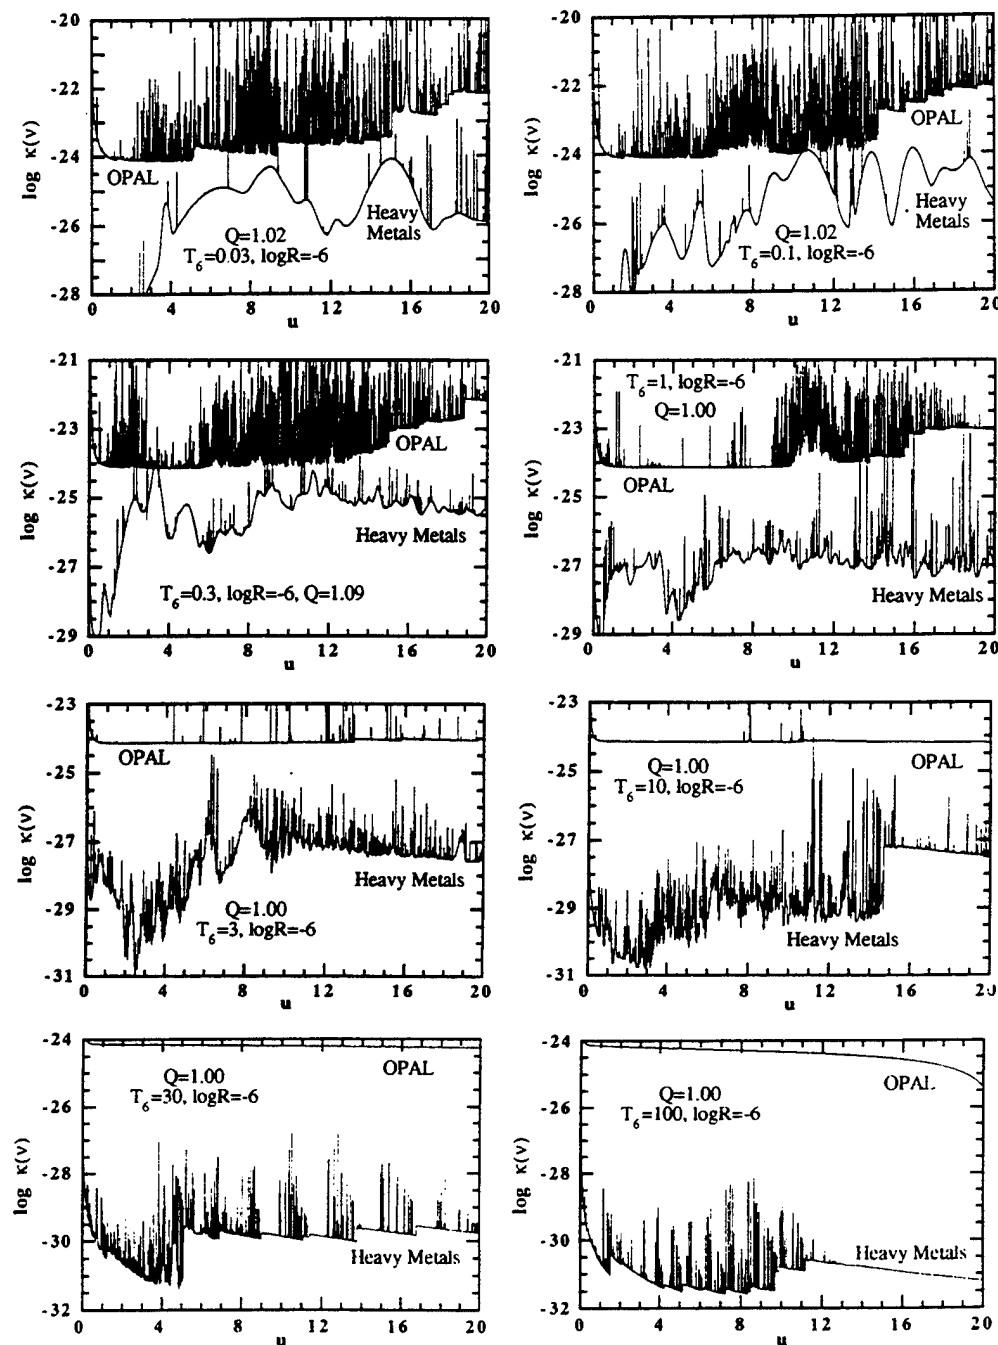 -20
-22
-24
-26
-28
log κ(ν)
OPAL
Heavy
Metals
Q=1.02
T6=0.03, logR=-6
0 4 8 12 16 20
u
-20
-22
-24
-26
-28
log κ(ν)
OPAL
Heavy
Metals
Q=1.02
T6=0.1, logR=-6
0 4 8 12 16 20
u
-21
-23
-25
-27
-29
log κ(ν)
OPAL
Heavy Metals
T6=0.3, logR=-6, Q=1.09
0 4 8 12 16 20
u
-21
-23
-25
-27
-29
log κ(ν)
T6=1, logR=-6
Q=1.00
OPAL
Heavy Metals
0 4 8 12 16 20
u
-23
-25
-27
-29
-31
log κ(ν)
OPAL
Heavy Metals
Q=1.00
T6=3, logR=-6
0 4 8 12 16 20
u
-23
-25
-27
-29
-31
log κ(ν)
OPAL
Q=1.00
T6=10, logR=-6
Heavy Metals
0 4 8 12 16 20
u
-24
-26
-28
-30
-32
log κ(ν)
OPAL
Q=1.00
T6=30, logR=-6
Heavy Metals
0 4 8 12 16 20
u
-24
-26
-28
-30
-32
log κ(ν)
OPAL
Q=1.00
T6=100, logR=-6
Heavy Metals
0 4 8 12 16 20
u